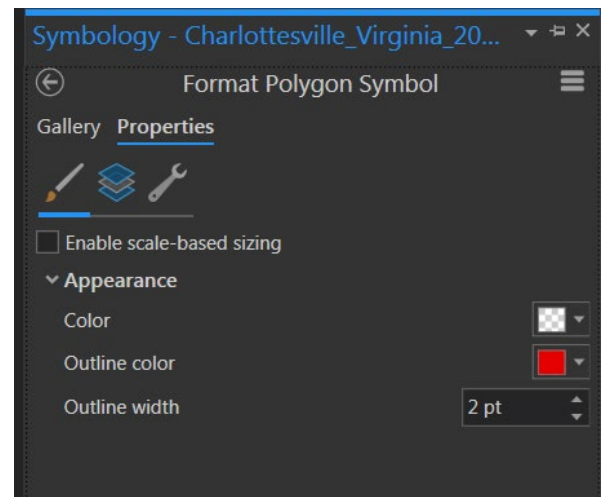 Symbology - Charlottesville_Virginia_20...
Format Polygon Symbol
Gallery Properties
Enable scale-based sizing
Appearance
Color
Outline color
Outline width 2 pt